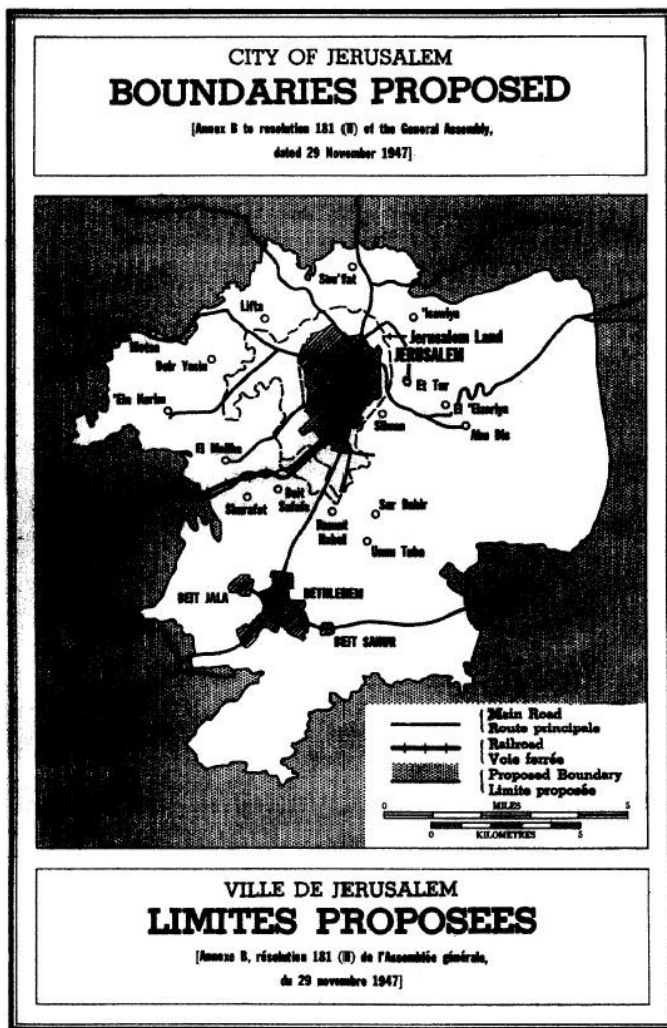 CITY OF JERUSALEM
BOUNDARIES PROPOSED
[Annex B to resolution 181 (II) of the General Assembly,
dated 29 November 1947]
Shu'fat
Lifta
'Isawiya
Jerusalem Land
JERUSALEM
Motsa
Deir Yasin
Et Tur
'Ein Karim
El 'Eizariya
Silwan
Abu Dis
El Maliha
Beit
Safafa
Sharafat
Sur Bahir
Ramat
Rahel
Umm Tuba
BEIT JALA
BETHLEHEM
BEIT SAHUR
Main Road
Route principale
Railroad
Voie ferrée
Proposed Boundary
Limite proposée
0 MILES 5
0 KILOMETRES 5
VILLE DE JERUSALEM
LIMITES PROPOSEES
[Annexe B, résolution 181 (II) de l'Assemblée générale,
du 29 novembre 1947]